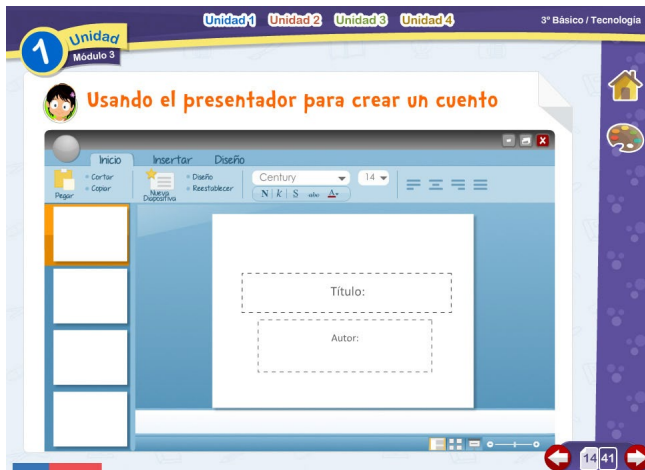 Unidad 1 Unidad 2 Unidad 3 Unidad 4
3° Básico / Tecnología
1 Unidad
Módulo 3
Usando el presentador para crear un cuento
Inicio Insertar Diseño
Pegar
Cortar
Copiar
Nueva
Diapositiva
Diseño
Reestablecer
Century 14
N k S abc A
Título:
Autor:
14 41